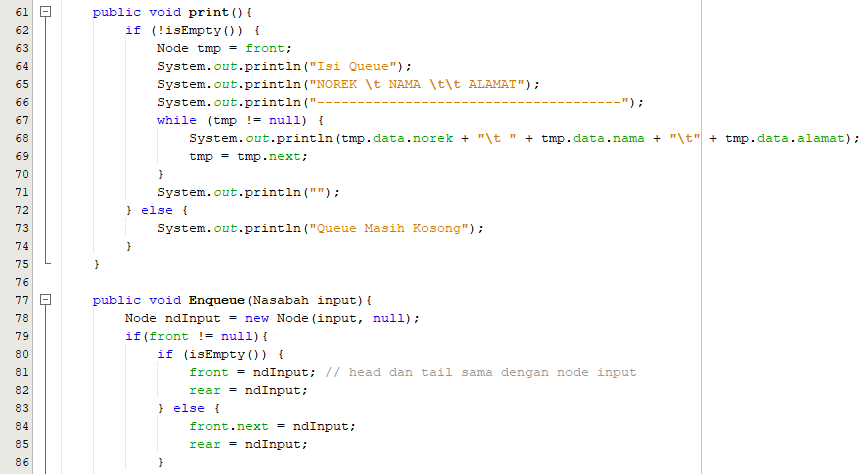 61 public void print(){
62 if (!isEmpty()) {
63 Node tmp = front;
64 System.out.println("Isi Queue");
65 System.out.println("NOREK \t NAMA \t\t ALAMAT");
66 System.out.println("--------------------------------------");
67 while (tmp != null) {
68 System.out.println(tmp.data.norek + "\t " + tmp.data.nama + "\t" + tmp.data.alamat);
69 tmp = tmp.next;
70 }
71 System.out.println("");
72 } else {
73 System.out.println("Queue Masih Kosong");
74 }
75 }
76
77 public void Enqueue(Nasabah input){
78 Node ndInput = new Node(input, null);
79 if(front != null){
80 if (isEmpty()) {
81 front = ndInput; // head dan tail sama dengan node input
82 rear = ndInput;
83 } else {
84 front.next = ndInput;
85 rear = ndInput;
86 }